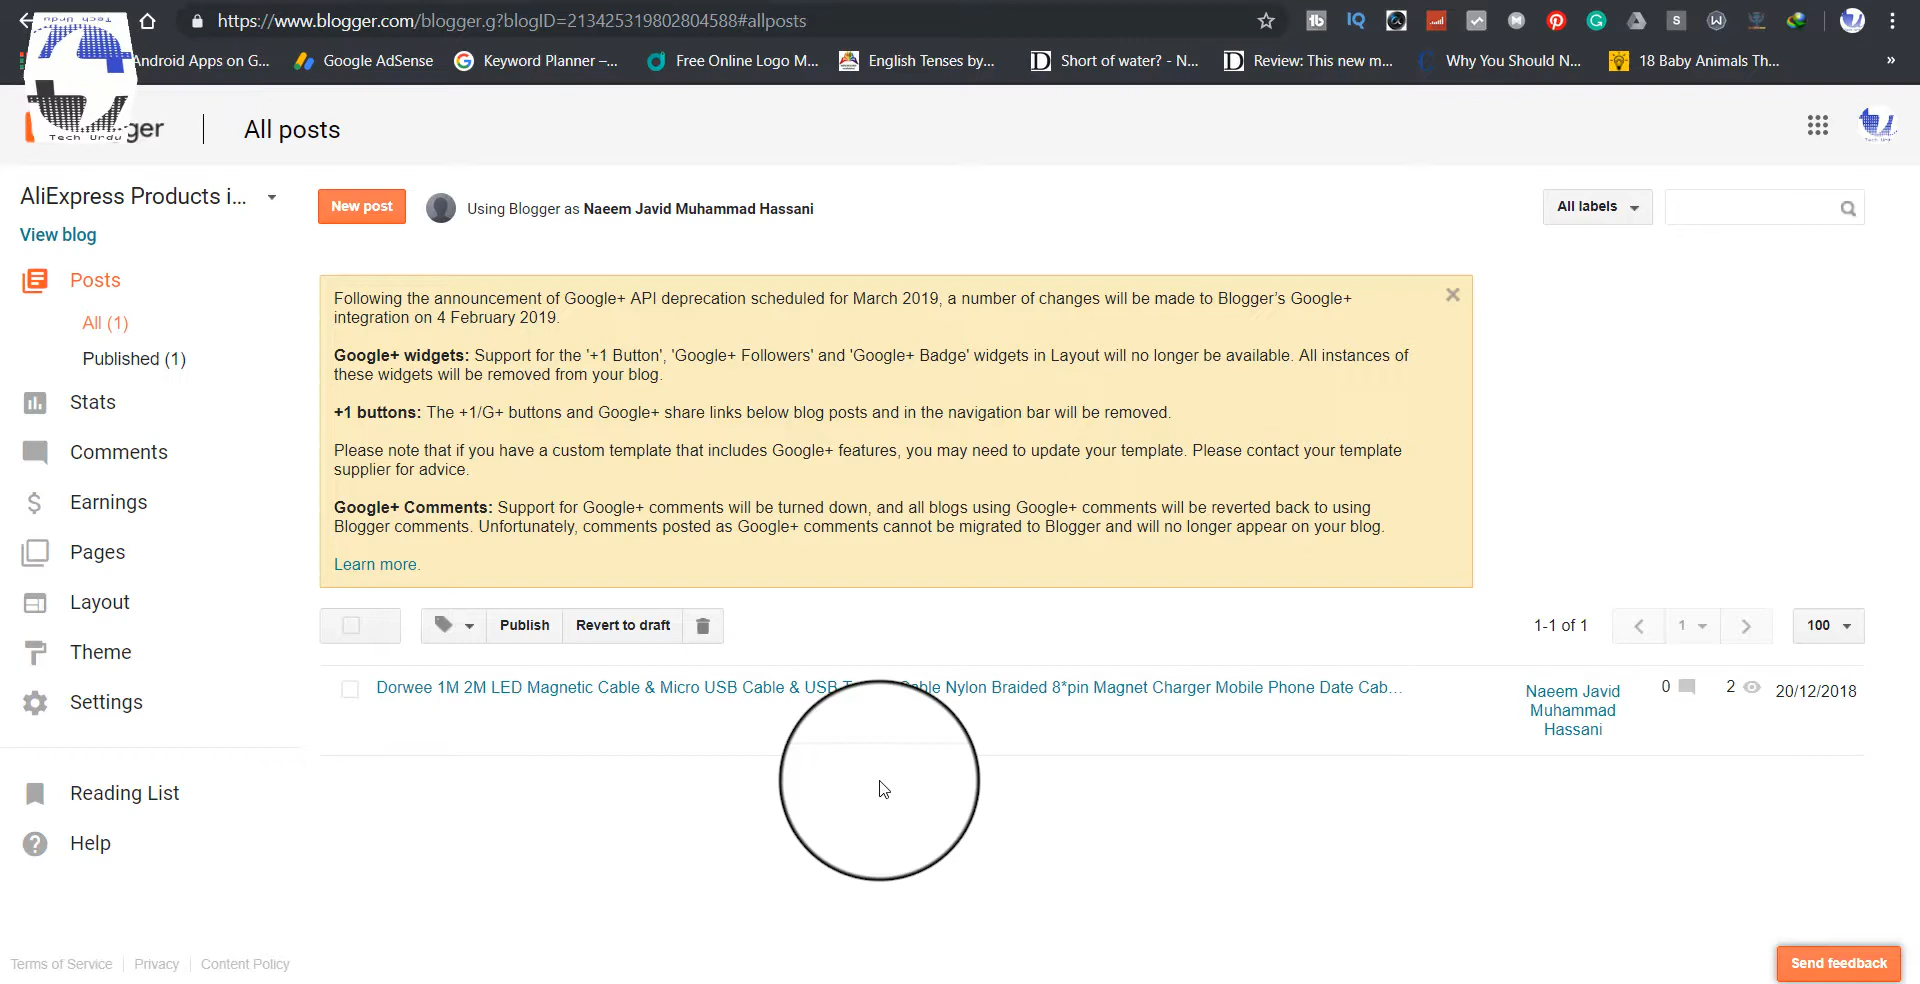 https://www.blogger.com/blogger.g?blogID=213425319802804588#allposts
Android Apps on G...
Google AdSense
Keyword Planner –...
Free Online Logo M...
English Tenses by...
Short of water? - N...
Review: This new m...
Why You Should N...
18 Baby Animals Th...
»
Tech Urdu
ger
All posts
AliExpress Products i...
View blog
New post
Using Blogger as Naeem Javid Muhammad Hassani
All labels
Posts
All (1)
Published (1)
Stats
Comments
Earnings
Pages
Layout
Theme
Settings
Reading List
Help
Following the announcement of Google+ API deprecation scheduled for March 2019, a number of changes will be made to Blogger’s Google+
integration on 4 February 2019.
Google+ widgets: Support for the '+1 Button', 'Google+ Followers' and 'Google+ Badge' widgets in Layout will no longer be available. All instances of
these widgets will be removed from your blog.
+1 buttons: The +1/G+ buttons and Google+ share links below blog posts and in the navigation bar will be removed.
Please note that if you have a custom template that includes Google+ features, you may need to update your template. Please contact your template
supplier for advice.
Google+ Comments: Support for Google+ comments will be turned down, and all blogs using Google+ comments will be reverted back to using
Blogger comments. Unfortunately, comments posted as Google+ comments cannot be migrated to Blogger and will no longer appear on your blog.
Learn more.
Publish
Revert to draft
1-1 of 1
1
100
Dorwee 1M 2M LED Magnetic Cable & Micro USB Cable & USB Nylon Braided 8*pin Magnet Charger Mobile Phone Date Cab...
Naeem Javid
Muhammad
Hassani
0
2
20/12/2018
Terms of Service
Privacy
Content Policy
Send feedback